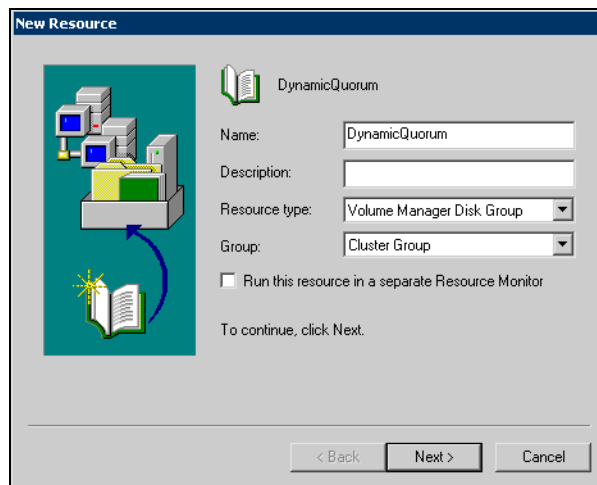 New Resource
DynamicQuorum
Name: DynamicQuorum
Description:
Resource type: Volume Manager Disk Group
Group: Cluster Group
Run this resource in a separate Resource Monitor
To continue, click Next.
< Back Next > Cancel